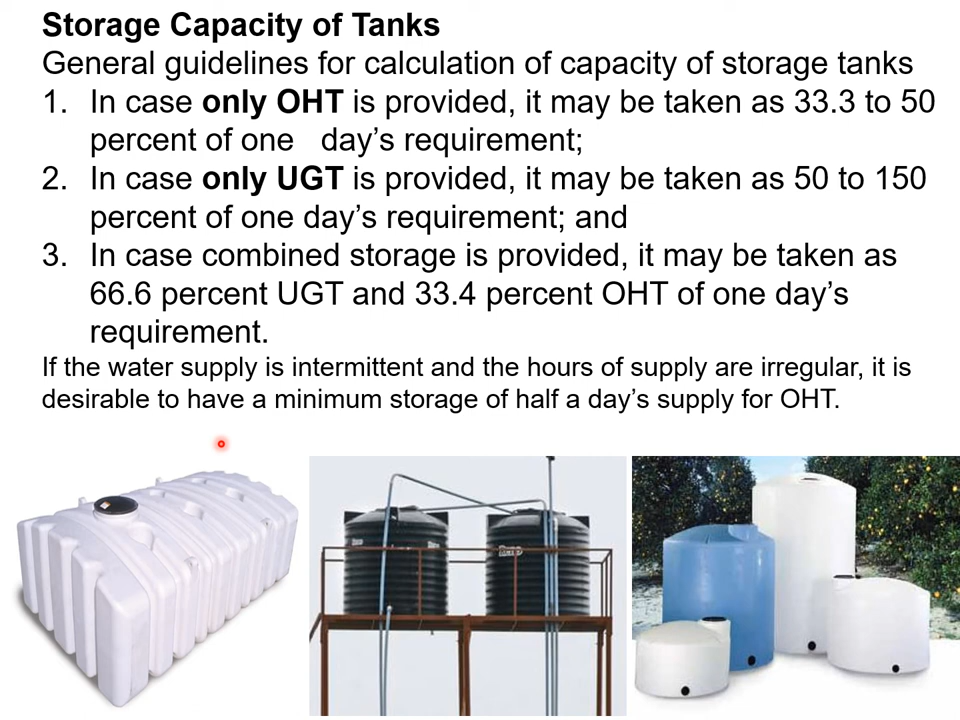 Storage Capacity of Tanks
General guidelines for calculation of capacity of storage tanks
1. In case only OHT is provided, it may be taken as 33.3 to 50
percent of one day’s requirement;
2. In case only UGT is provided, it may be taken as 50 to 150
percent of one day’s requirement; and
3. In case combined storage is provided, it may be taken as
66.6 percent UGT and 33.4 percent OHT of one day’s
requirement.
If the water supply is intermittent and the hours of supply are irregular, it is
desirable to have a minimum storage of half a day’s supply for OHT.